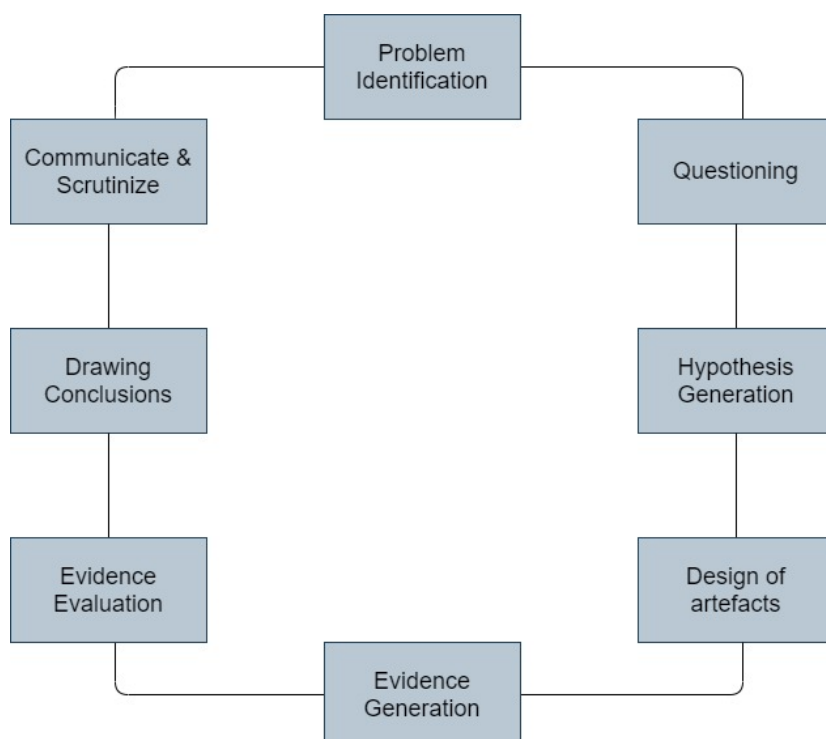 Problem
Identification
Communicate &
Scrutinize
Questioning
Drawing
Conclusions
Hypothesis
Generation
Evidence
Evaluation
Design of
artefacts
Evidence
Generation